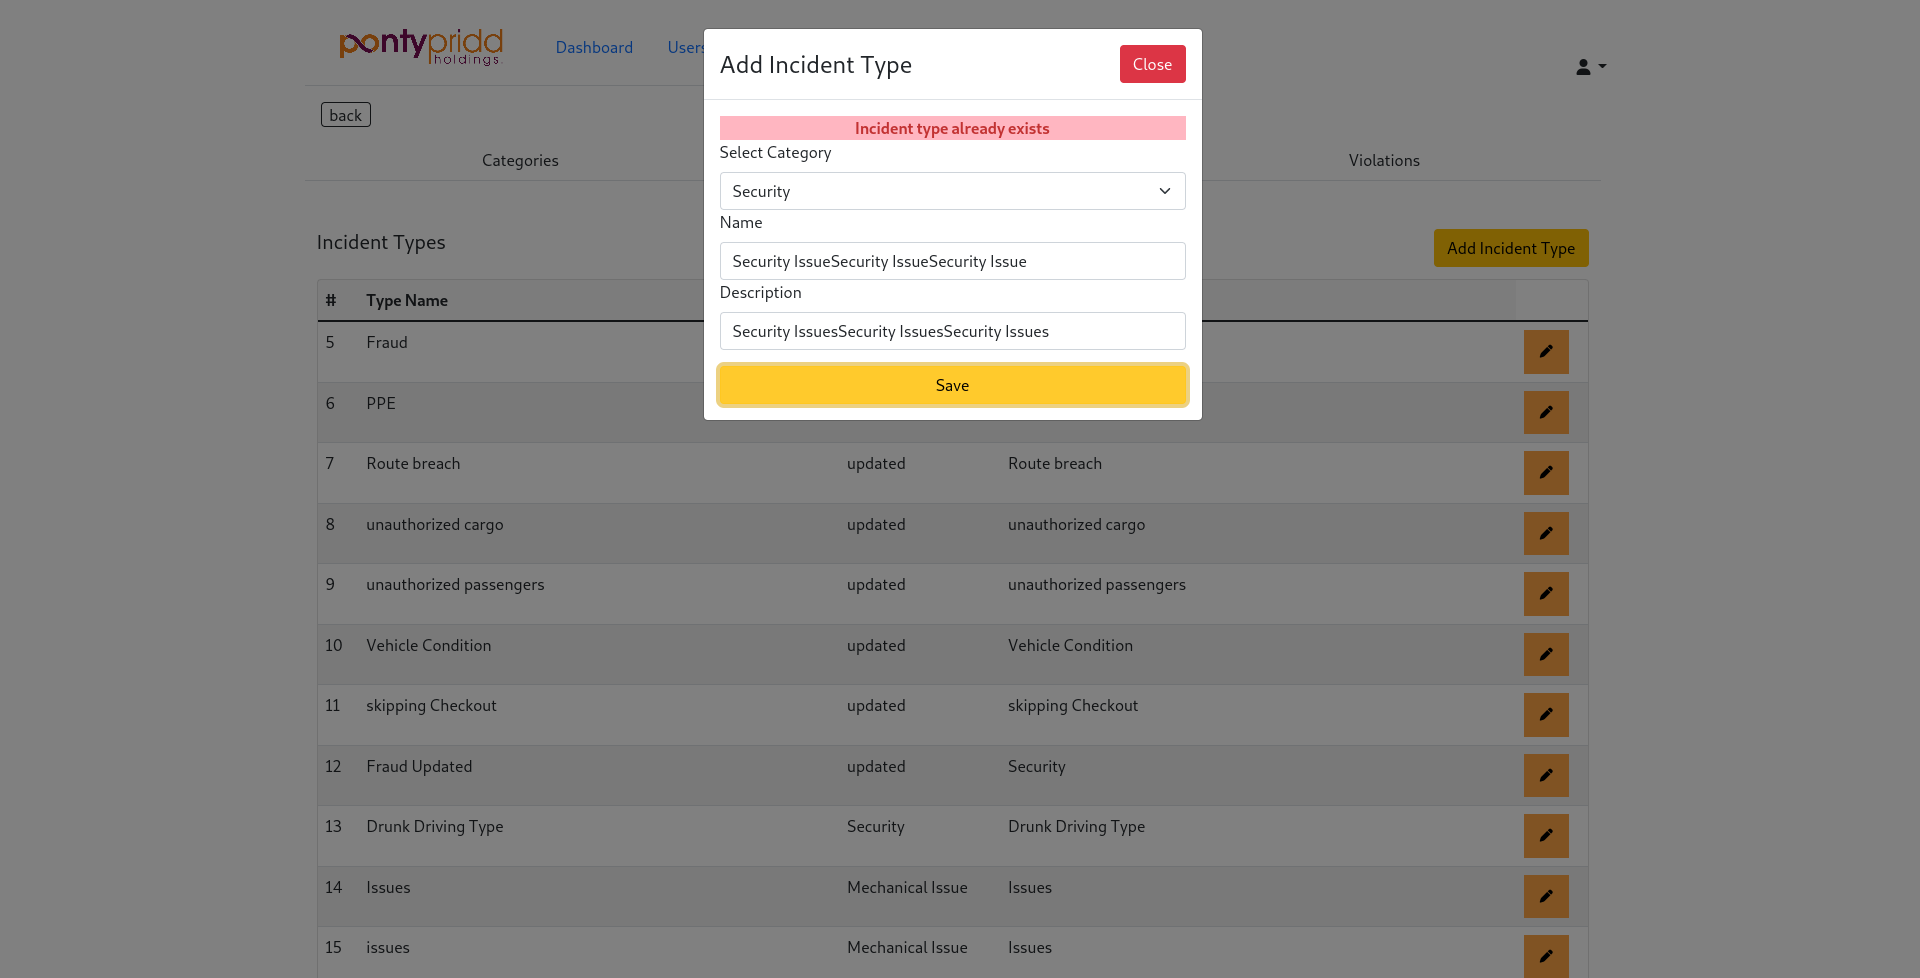 pontypridd
holdings
Dashboard
Users
back
Categories
Violations
Incident Types
Add Incident Type
# Type Name
5 Fraud
6 PPE
7 Route breach updated Route breach
8 unauthorized cargo updated unauthorized cargo
9 unauthorized passengers updated unauthorized passengers
10 Vehicle Condition updated Vehicle Condition
11 skipping Checkout updated skipping Checkout
12 Fraud Updated updated Security
13 Drunk Driving Type Security Drunk Driving Type
14 Issues Mechanical Issue Issues
15 issues Mechanical Issue Issues
Add Incident Type
Close
Incident type already exists
Select Category
Security
Name
Security IssueSecurity IssueSecurity Issue
Description
Security IssuesSecurity IssuesSecurity Issues
Save